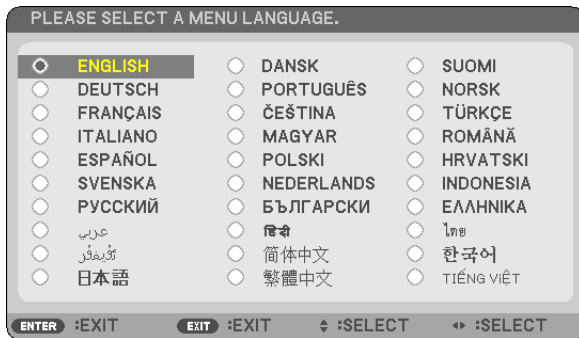 PLEASE SELECT A MENU LANGUAGE.
ENGLISH DANSK SUOMI
DEUTSCH PORTUGUÊS NORSK
FRANÇAIS ČEŠTINA TÜRKÇE
ITALIANO MAGYAR ROMÂNĂ
ESPAÑOL POLSKI HRVATSKI
SVENSKA NEDERLANDS INDONESIA
РУССКИЙ БЪЛГАРСКИ ΕΛΛΗΝΙΚΑ
عربي हिंदी ไทย
简体中文 한국어
日本語 繁體中文 TIẾNG VIỆT
ENTER :EXIT EXIT :EXIT :SELECT :SELECT